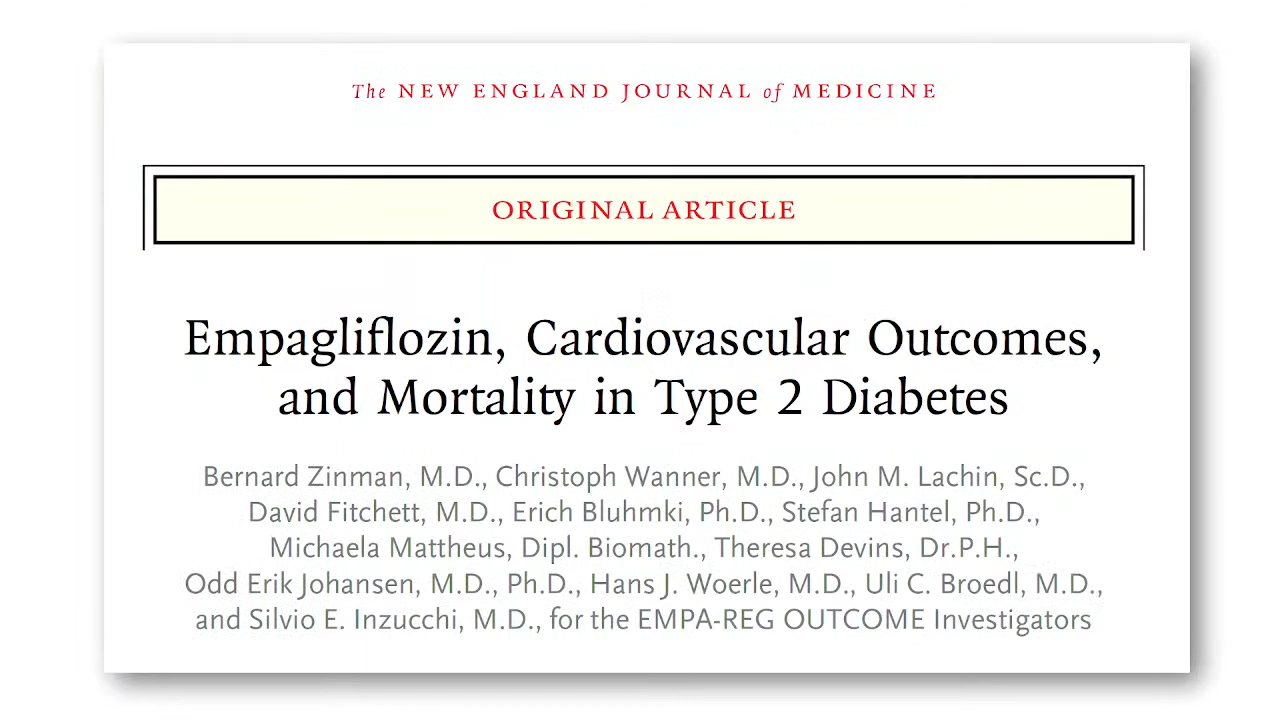 The NEW ENGLAND JOURNAL of MEDICINE
ORIGINAL ARTICLE
Empagliflozin, Cardiovascular Outcomes,
and Mortality in Type 2 Diabetes
Bernard Zinman, M.D., Christoph Wanner, M.D., John M. Lachin, Sc.D.,
David Fitchett, M.D., Erich Bluhmki, Ph.D., Stefan Hantel, Ph.D.,
Michaela Mattheus, Dipl. Biomath., Theresa Devins, Dr.P.H.,
Odd Erik Johansen, M.D., Ph.D., Hans J. Woerle, M.D., Uli C. Broedl, M.D.,
and Silvio E. Inzucchi, M.D., for the EMPA-REG OUTCOME Investigators